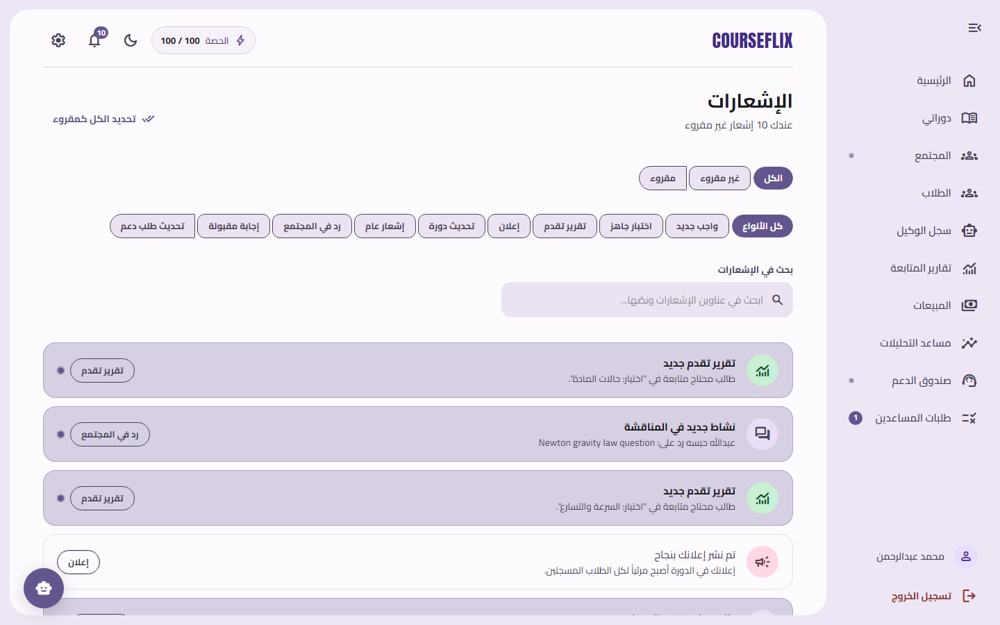 COURSEFLIX
الحصة 100 / 100
10
الإشعارات
عندك 10 إشعار غير مقروء
تحديد الكل كمقروء
الكل
غير مقروء
مقروء
كل الأنواع
واجب جديد
اختبار جاهز
تقرير تقدم
إعلان
تحديث دورة
إشعار عام
رد في المجتمع
إجابة مقبولة
تحديث طلب دعم
بحث في الإشعارات
ابحث في عناوين الإشعارات ونصّها...
تقرير تقدم جديد
طالب محتاج متابعة في "اختبار: حالات المادة".
تقرير تقدم
نشاط جديد في المناقشة
عبدالله حبسه رد على: Newton gravity law question
رد في المجتمع
تقرير تقدم جديد
طالب محتاج متابعة في "اختبار: السرعة والتسارع".
تقرير تقدم
تم نشر إعلانك بنجاح
إعلانك في الدورة أصبح مرئياً لكل الطلاب المسجلين.
إعلان
الرئيسية
دوراتي
المجتمع
الطلاب
سجل الوكيل
تقارير المتابعة
المبيعات
مساعد التحليلات
صندوق الدعم
طلبات المساعدين
1
محمد عبدالرحمن
تسجيل الخروج